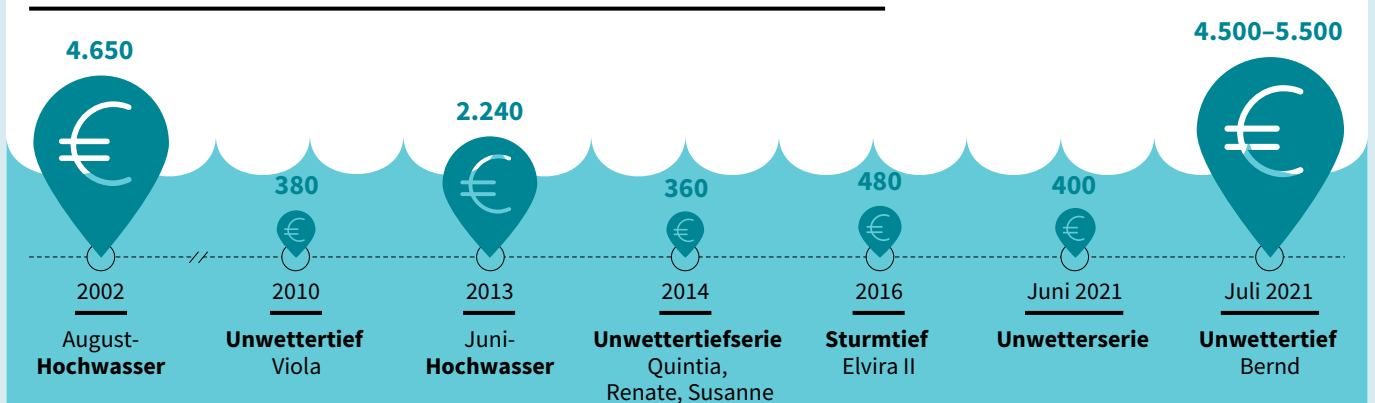 4.650
2002
August-
Hochwasser
380
2010
Unwettertief
Viola
2.240
2013
Juni-
Hochwasser
360
2014
Unwettertiefserie
Quintia,
Renate, Susanne
480
2016
Sturmtief
Elvira II
400
Juni 2021
Unwetterserie
4.500–5.500
Juli 2021
Unwettertief
Bernd